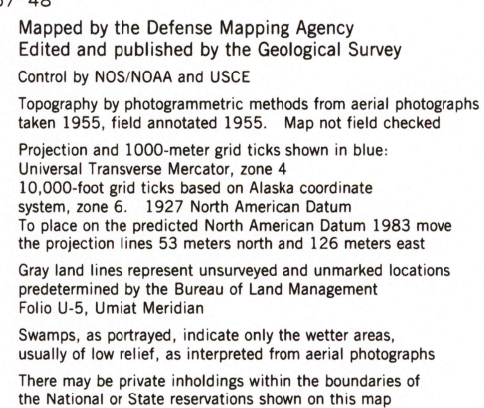 Mapped by the Defense Mapping Agency
Edited and published by the Geological Survey
Control by NOS/NOAA and USCE
Topography by photogrammetric methods from aerial photographs
taken 1955, field annotated 1955. Map not field checked
Projection and 1000-meter grid ticks shown in blue:
Universal Transverse Mercator, zone 4
10,000-foot grid ticks based on Alaska coordinate
system, zone 6. 1927 North American Datum
To place on the predicted North American Datum 1983 move
the projection lines 53 meters north and 126 meters east
Gray land lines represent unsurveyed and unmarked locations
predetermined by the Bureau of Land Management
Folio U-5, Umiat Meridian
Swamps, as portrayed, indicate only the wetter areas,
usually of low relief, as interpreted from aerial photographs
There may be private inholdings within the boundaries of
the National or State reservations shown on this map